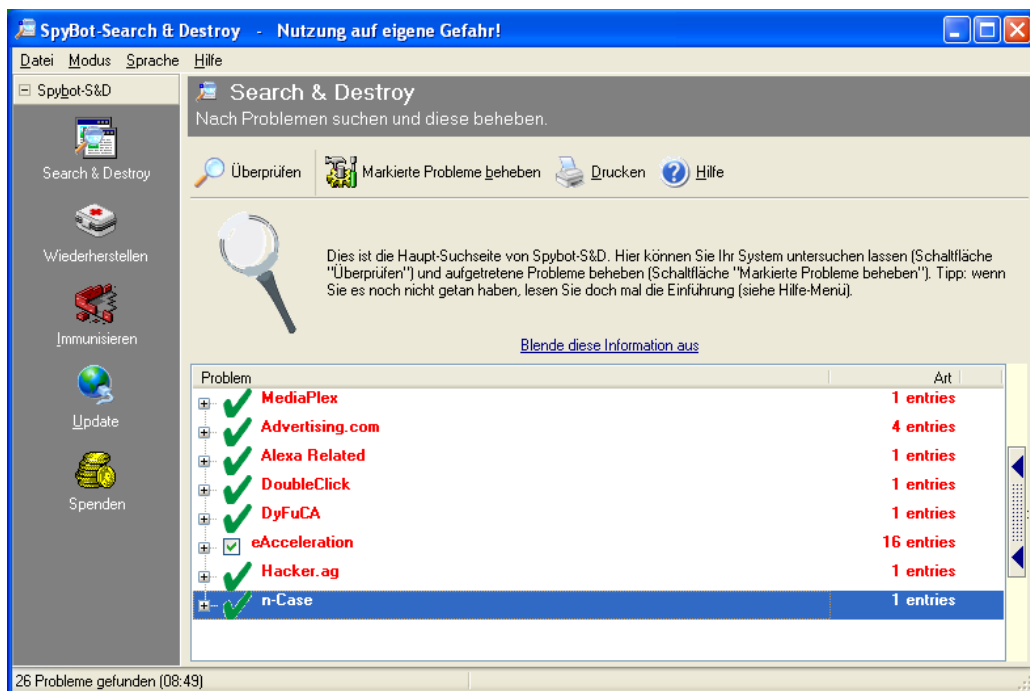 SpyBot-Search & Destroy - Nutzung auf eigene Gefahr!
Datei Modus Sprache Hilfe
Spybot-S&D
Search & Destroy
Wiederherstellen
Immunisieren
Update
Spenden
Search & Destroy
Nach Problemen suchen und diese beheben.
Überprüfen Markierte Probleme beheben Drucken Hilfe
Dies ist die Haupt-Suchseite von Spybot-S&D. Hier können Sie Ihr System untersuchen lassen (Schaltfläche
"Überprüfen") und aufgetretene Probleme beheben (Schaltfläche "Markierte Probleme beheben"). Tipp: wenn
Sie es noch nicht getan haben, lesen Sie doch mal die Einführung (siehe Hilfe-Menü).
Blende diese Information aus
Problem Art
MediaPlex 1 entries
Advertising.com 4 entries
Alexa Related 1 entries
DoubleClick 1 entries
DyFuCA 1 entries
eAcceleration 16 entries
Hacker.ag 1 entries
n-Case 1 entries
26 Probleme gefunden (08:49)